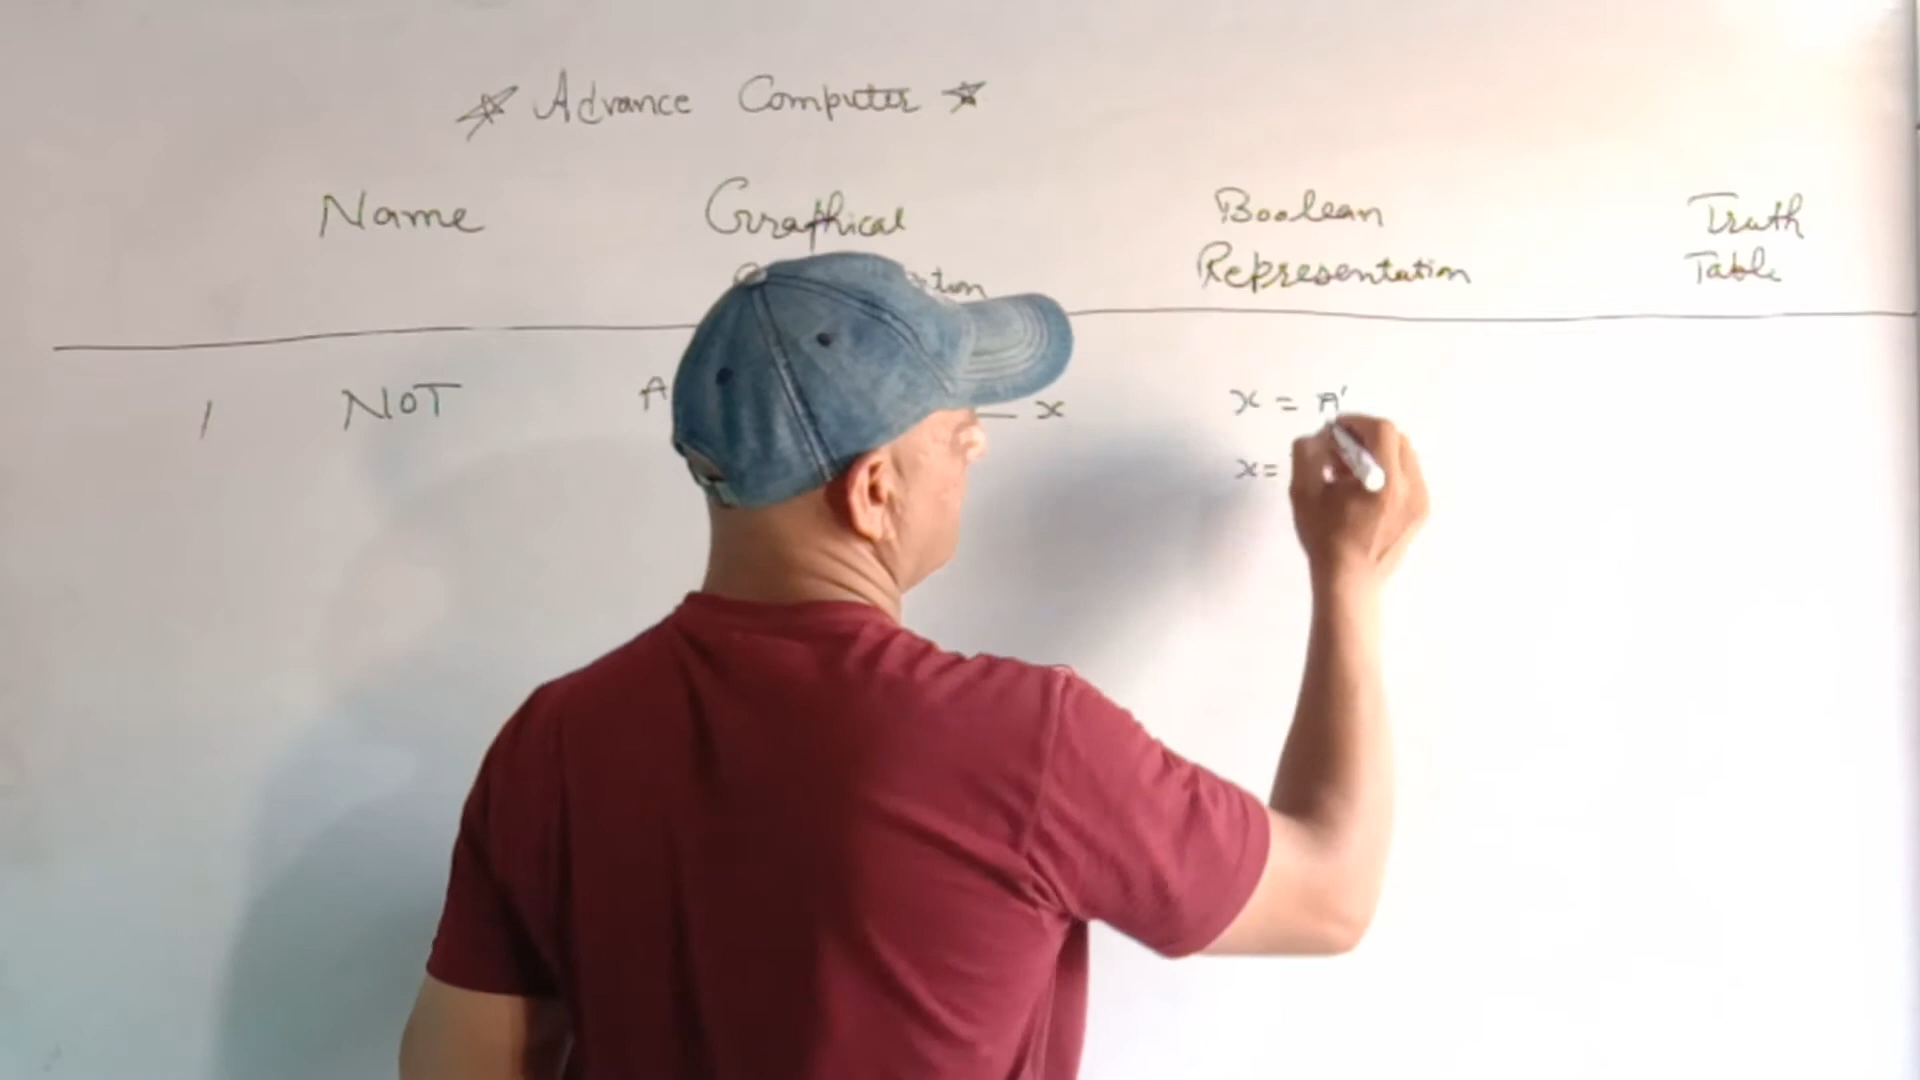 Advance Computer
Name Graphical Boolean Representation Truth Table
1 NOT A x x = A'
x =